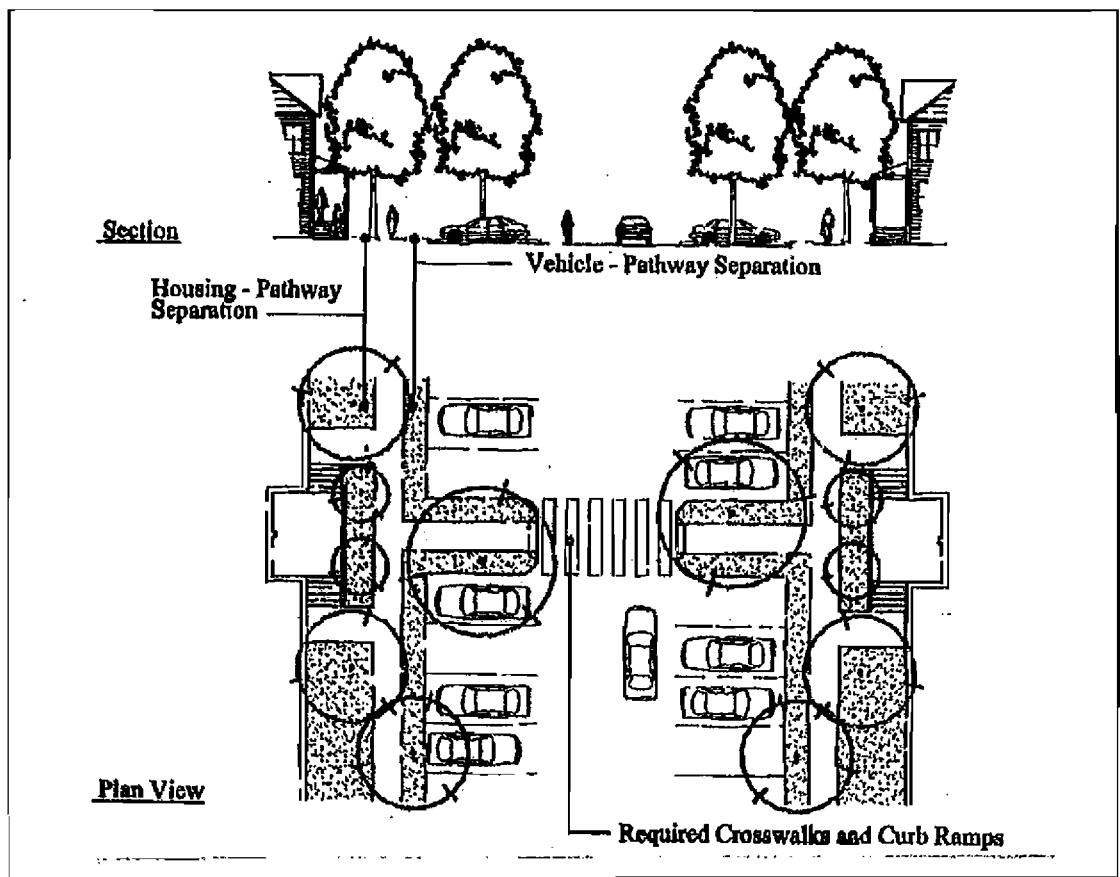 Section
Vehicle - Pathway Separation
Housing - Pathway
Separation
Plan View
Required Crosswalks and Curb Ramps